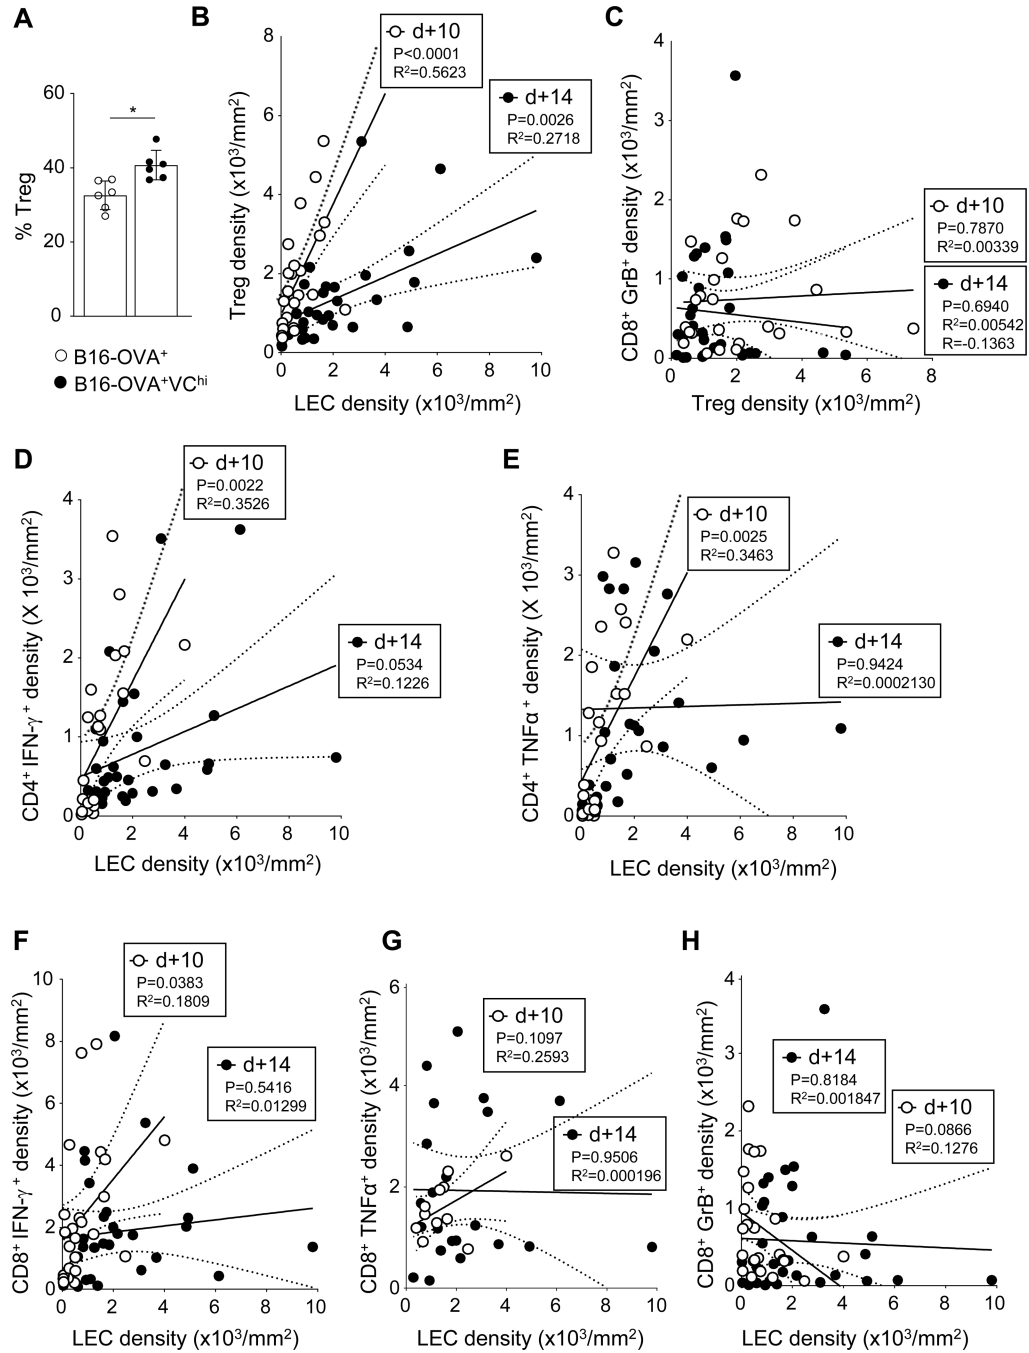 A
% Treg
60
40
20
0
*
B16-OVA⁺
B16-OVA⁺VCʰⁱ
B
Treg density (x10³/mm²)
8
6
4
2
0
0 2 4 6 8 10
LEC density (x10³/mm²)
d+10
P<0.0001
R²=0.5623
d+14
P=0.0026
R²=0.2718
C
CD8⁺ GrB⁺ density (x10³/mm²)
4
3
2
1
0
0 2 4 6 8
Treg density (x10³/mm²)
d+10
P=0.7870
R²=0.00339
d+14
P=0.6940
R²=0.00542
R=-0.1363
D
CD4⁺ IFN-γ⁺ density (X 10³/mm²)
4
3
2
1
0
0 2 4 6 8 10
LEC density (x10³/mm²)
d+10
P=0.0022
R²=0.3526
d+14
P=0.0534
R²=0.1226
E
CD4⁺ TNFα⁺ density (X 10³/mm²)
4
3
2
1
0
0 2 4 6 8 10
LEC density (x10³/mm²)
d+10
P=0.0025
R²=0.3463
d+14
P=0.9424
R²=0.0002130
F
CD8⁺ IFN-γ⁺ density (x10³/mm²)
10
8
6
4
2
0
0 2 4 6 8 10
LEC density (x10³/mm²)
d+10
P=0.0383
R²=0.1809
d+14
P=0.5416
R²=0.01299
G
CD8⁺ TNFα⁺ density (x10³/mm²)
6
4
2
0
0 2 4 6 8 10
LEC density (x10³/mm²)
d+10
P=0.1097
R²=0.2593
d+14
P=0.9506
R²=0.000196
H
CD8⁺ GrB⁺ density (x10³/mm²)
4
3
2
1
0
0 2 4 6 8 10
LEC density (x10³/mm²)
d+14
P=0.8184
R²=0.001847
d+10
P=0.0866
R²=0.1276